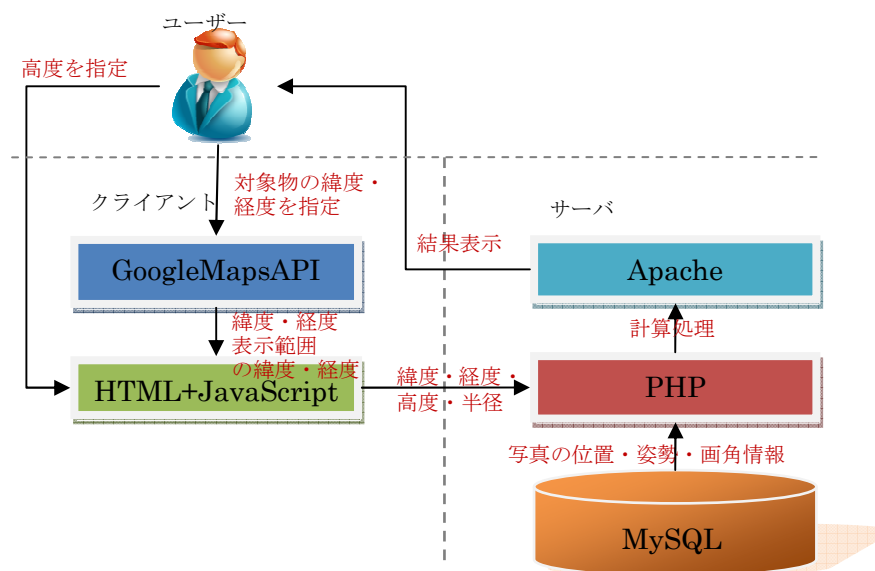 ユーザー
高度を指定
対象物の緯度・
経度を指定
クライアント
サーバ
結果表示
GoogleMapsAPI
Apache
緯度・経度
表示範囲
の緯度・経度
計算処理
HTML+JavaScript
緯度・経度・
高度・半径
PHP
写真の位置・姿勢・画角情報
MySQL